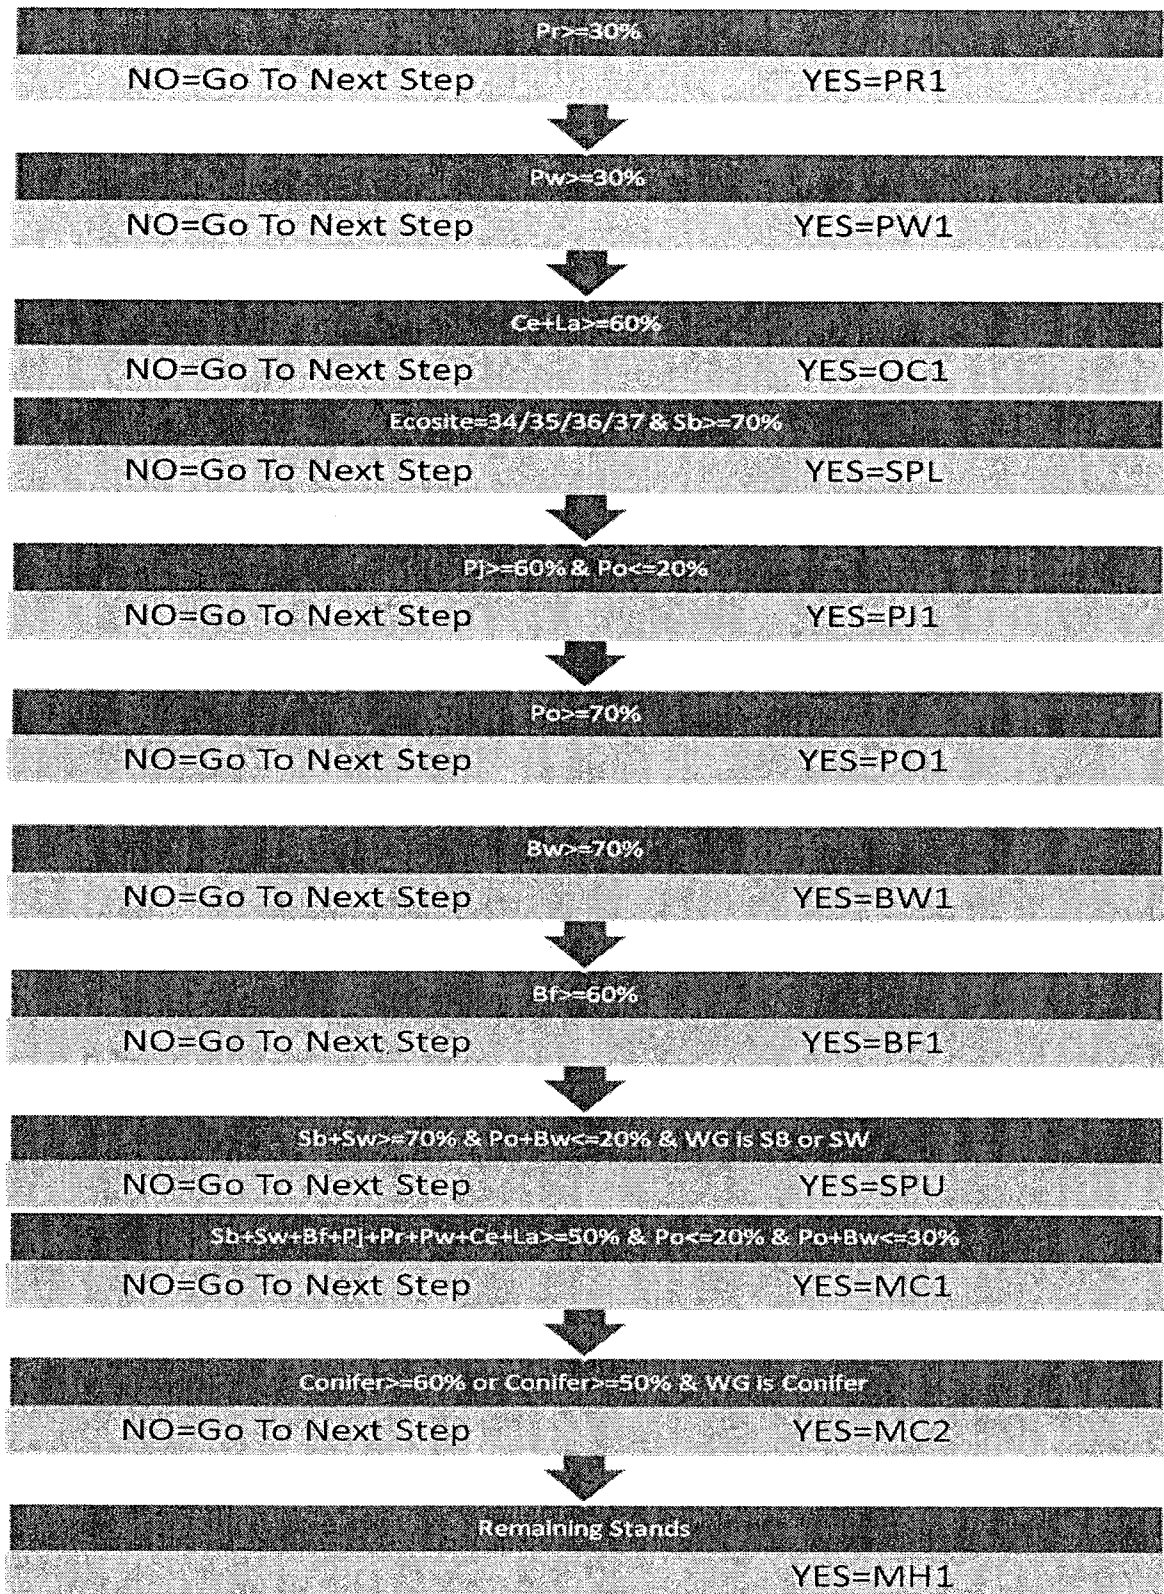 Pr>=30%
NO=Go To Next Step YES=PR1
Pw>=30%
NO=Go To Next Step YES=PW1
Ce+La>=60%
NO=Go To Next Step YES=OC1
Ecosite=34/35/36/37 & Sb>=70%
NO=Go To Next Step YES=SPL
Pj>=60% & Po<=20%
NO=Go To Next Step YES=PJ1
Po>=70%
NO=Go To Next Step YES=PO1
Bw>=70%
NO=Go To Next Step YES=BW1
Bf>=60%
NO=Go To Next Step YES=BF1
Sb+Sw>=70% & Po+Bw<=20% & WG is SB or SW
NO=Go To Next Step YES=SPU
Sb+Sw+Bf+Pj+Pr+Pw+Ce+La>=50% & Po<=20% & Po+Bw<=30%
NO=Go To Next Step YES=MC1
Conifer>=60% or Conifer>=50% & WG is Conifer
NO=Go To Next Step YES=MC2
Remaining Stands
YES=MH1